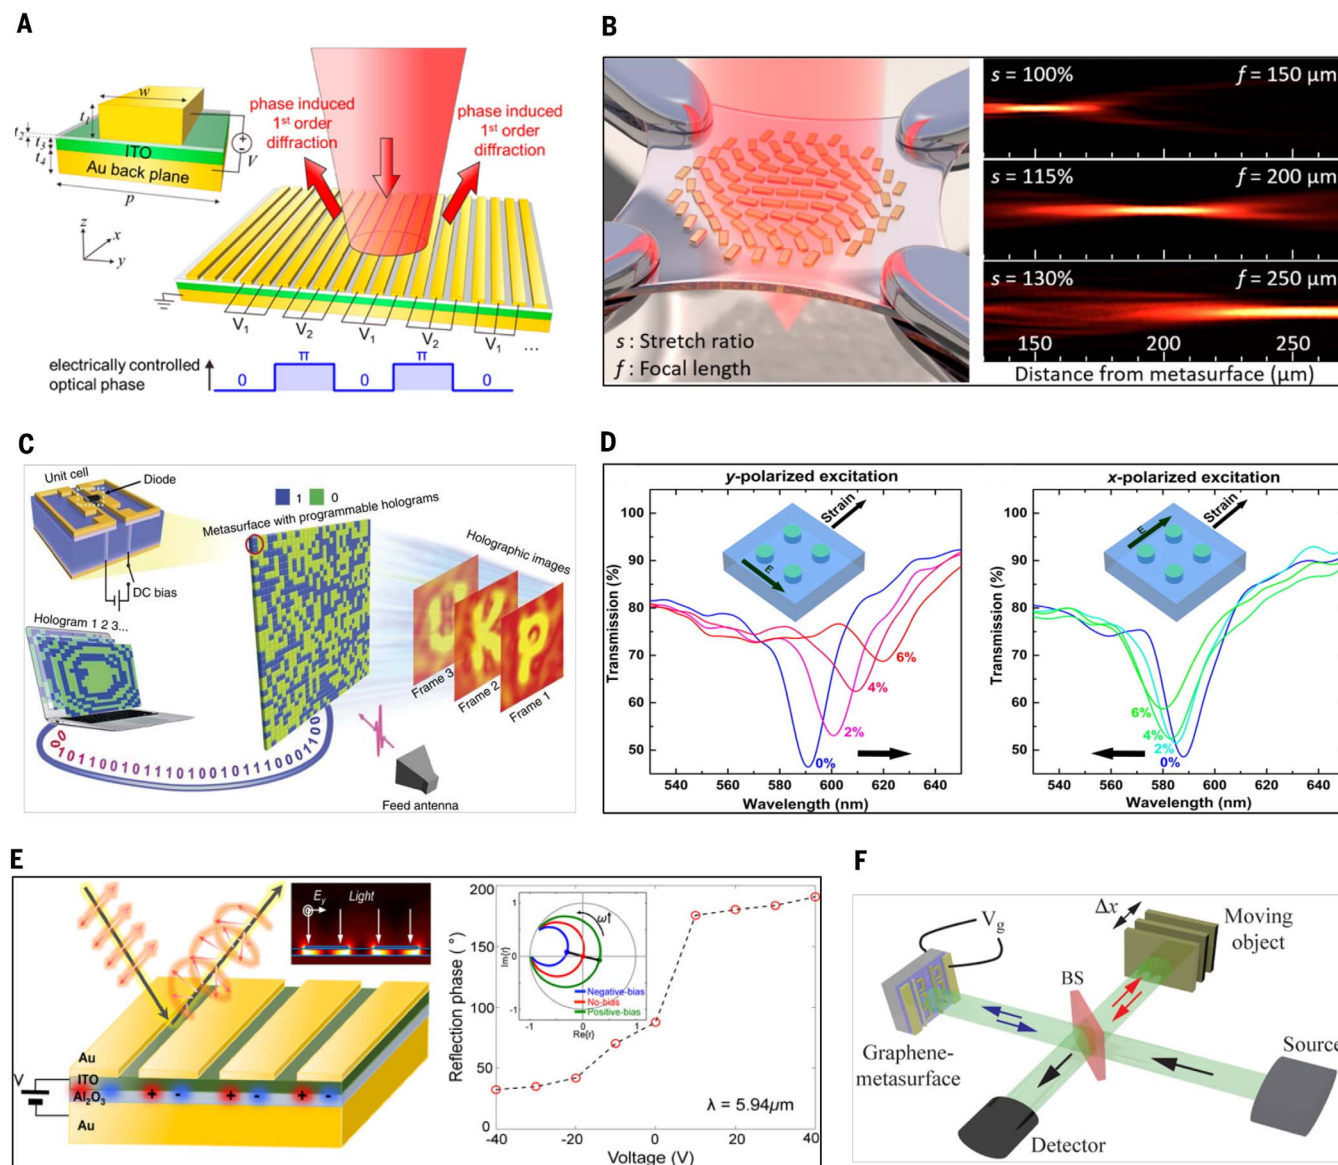 A
w
t1
t2
t3
t4
ITO
Au back plane
V
p
phase induced
1st order
diffraction
phase induced
1st order
diffraction
z
x
y
V1
V2
V1
V2
V1
...
electrically controlled
optical phase
0
π
0
π
0
B
s : Stretch ratio
f : Focal length
s = 100%
f = 150 μm
s = 115%
f = 200 μm
s = 130%
f = 250 μm
150
200
250
Distance from metasurface (μm)
C
Unit cell
Diode
DC bias
1
0
Metasurface with programmable holograms
Holographic images
Hologram 1 2 3...
Frame 3
Frame 2
Frame 1
K
P
Feed antenna
D
y-polarized excitation
Strain
E
Transmission (%)
100
90
80
70
60
50
0%
2%
4%
6%
540
560
580
600
620
640
Wavelength (nm)
x-polarized excitation
Strain
E
Transmission (%)
100
90
80
70
60
50
6%
4%
2%
0%
540
560
580
600
620
640
Wavelength (nm)
E
Ey
Light
Au
ITO
Al2O3
Au
V
+
-
+
-
+
-
+
-
Reflection phase (°)
200
150
100
50
0
1
0
-1
Im{r}
ω↑
Negative-bias
No-bias
Positive-bias
-1
0
1
Re{r}
λ = 5.94μm
-40
-20
0
20
40
Voltage (V)
F
Vg
Δx
Moving
object
BS
Graphene-
metasurface
Source
Detector